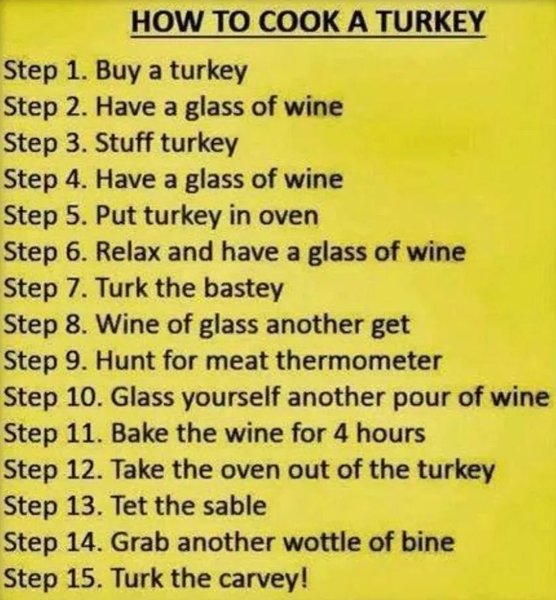 HOW TO COOK A TURKEY
Step 1. Buy a turkey
Step 2. Have a glass of wine
Step 3. Stuff turkey
Step 4. Have a glass of wine
Step 5. Put turkey in oven
Step 6. Relax and have a glass of wine
Step 7. Turk the bastey
Step 8. Wine of glass another get
Step 9. Hunt for meat thermometer
Step 10. Glass yourself another pour of wine
Step 11. Bake the wine for 4 hours
Step 12. Take the oven out of the turkey
Step 13. Tet the sable
Step 14. Grab another wottle of bine
Step 15. Turk the carvey!